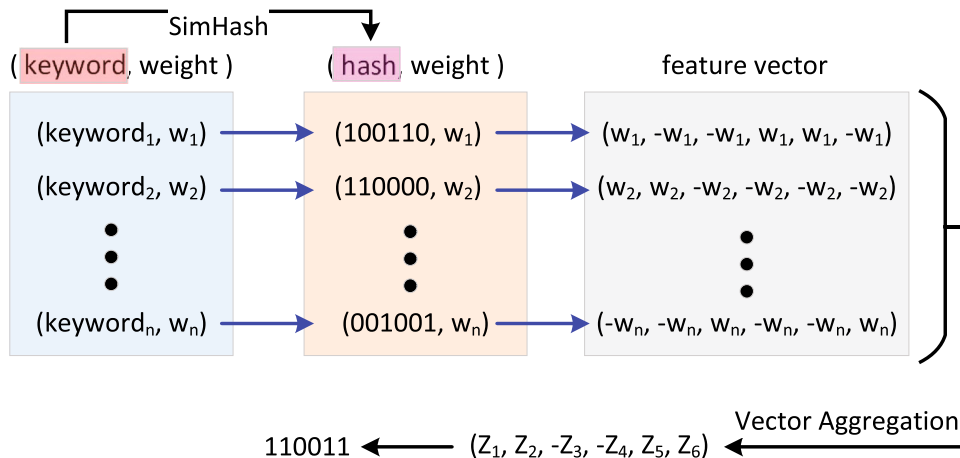 SimHash
( keyword, weight ) ( hash, weight ) feature vector
(keyword₁, w₁) (100110, w₁) (w₁, -w₁, -w₁, w₁, w₁, -w₁)
(keyword₂, w₂) (110000, w₂) (w₂, w₂, -w₂, -w₂, -w₂, -w₂)
(keywordₙ, wₙ) (001001, wₙ) (-wₙ, -wₙ, wₙ, -wₙ, -wₙ, wₙ)
Vector Aggregation
110011 (Z₁, Z₂, -Z₃, -Z₄, Z₅, Z₆)